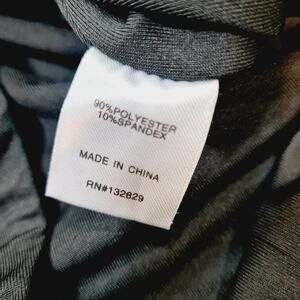 90%POLYESTER
10%SPANDEX
MADE IN CHINA
RN#132829